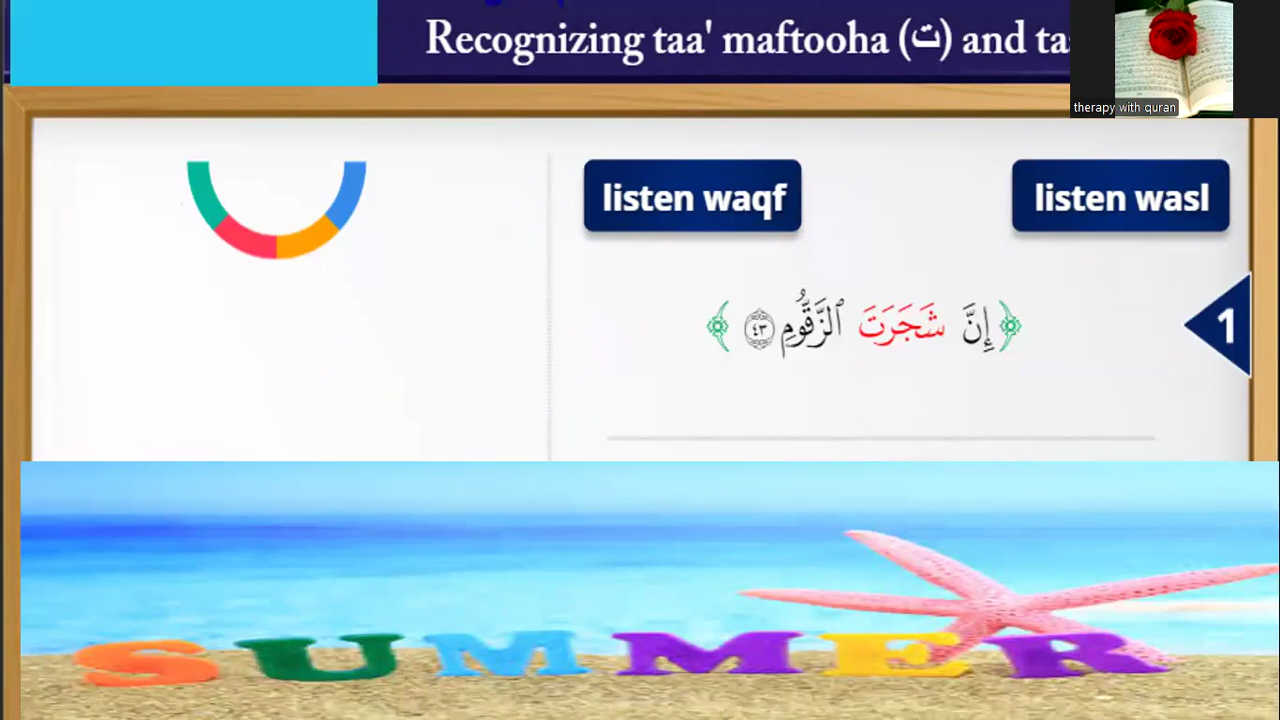 Recognizing taa' maftooha (ت) and ta
therapy with quran
listen waqf
listen wasl
﴿إِنَّ شَجَرَتَ ٱلزَّقُّومِ ٤٣﴾
1
SUMMER